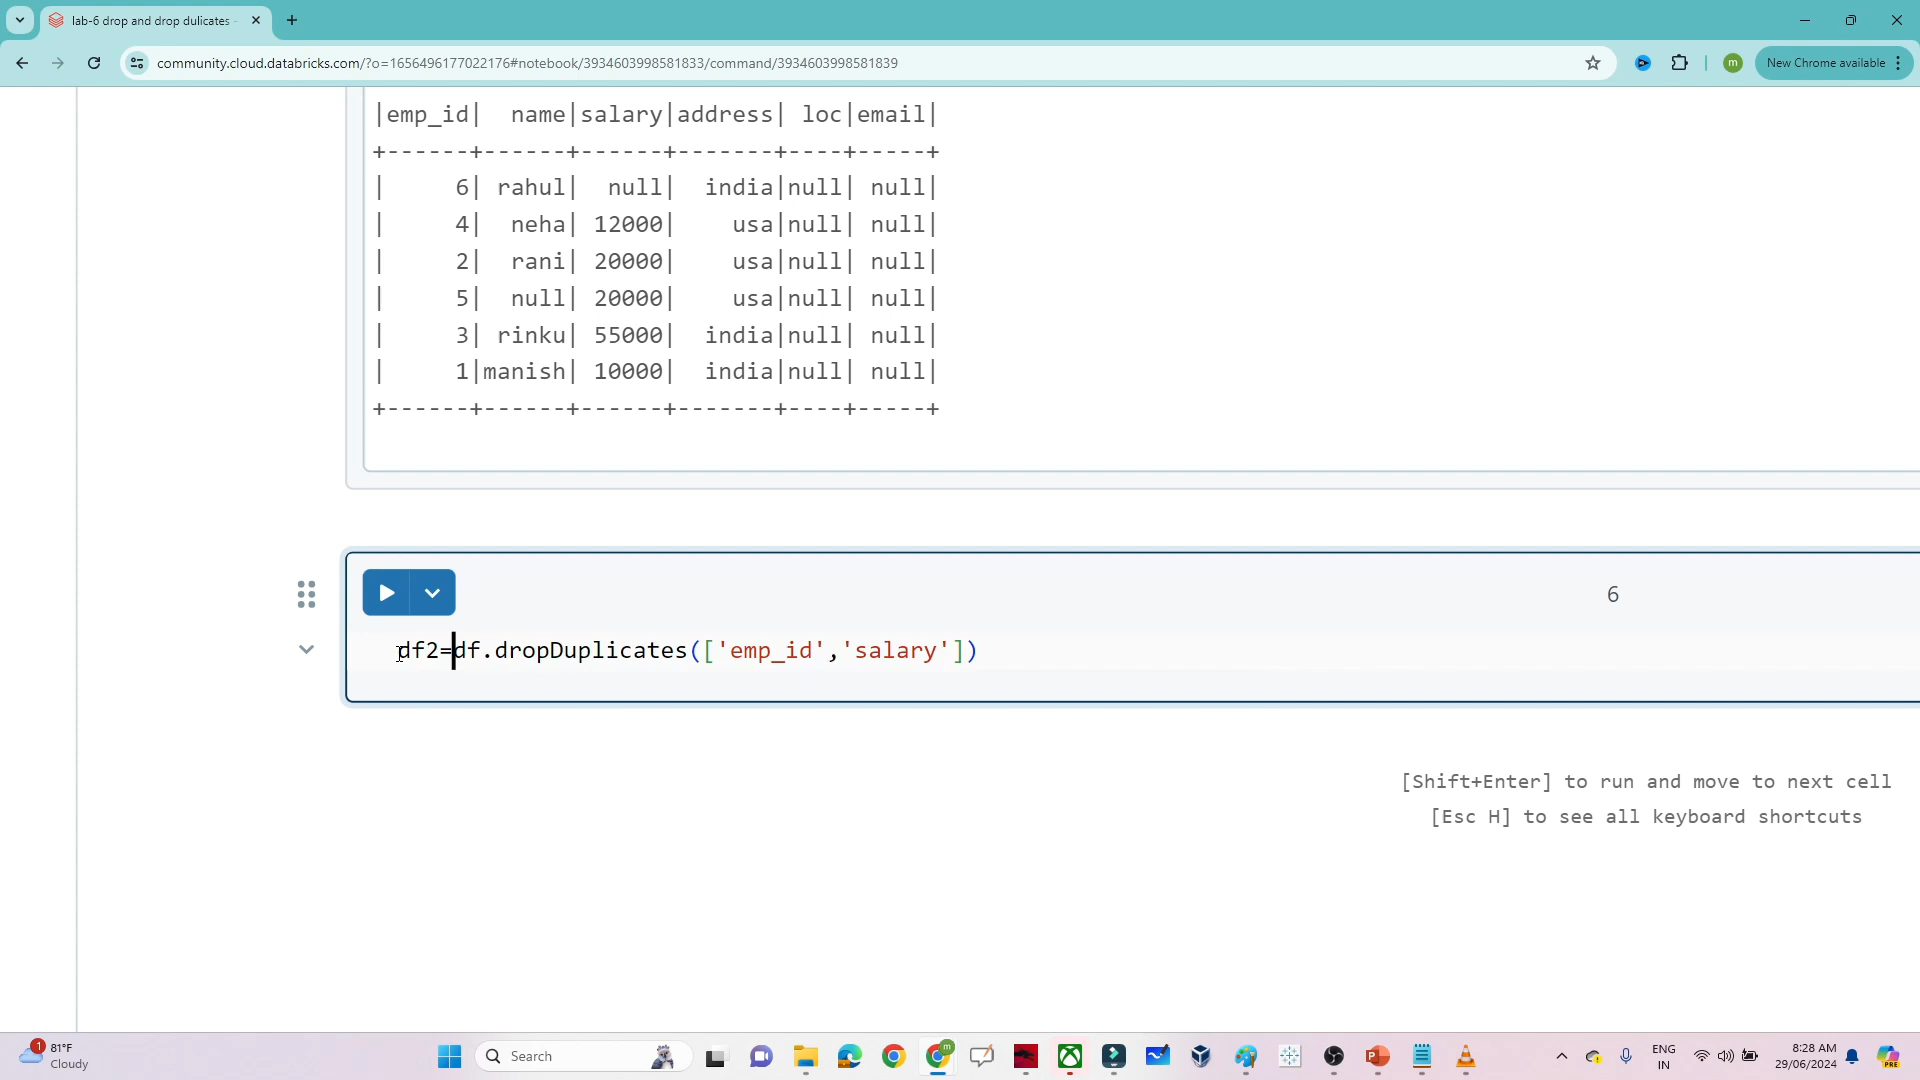 lab-6 drop and drop dulicates -
community.cloud.databricks.com/?o=1656496177022176#notebook/3934603998581833/command/3934603998581839
m
New Chrome available
|emp_id|  name|salary|address| loc|email|
+------+------+------+-------+----+-----+
|     6| rahul|  null|  india|null| null|
|     4|  neha| 12000|    usa|null| null|
|     2|  rani| 20000|    usa|null| null|
|     5|  null| 20000|    usa|null| null|
|     3| rinku| 55000|  india|null| null|
|     1|manish| 10000|  india|null| null|
+------+------+------+-------+----+-----+
6
df2=df.dropDuplicates(['emp_id','salary'])
[Shift+Enter] to run and move to next cell
[Esc H] to see all keyboard shortcuts
1
81°F
Cloudy
Search
m
ENG
IN
8:28 AM
29/06/2024
PRE